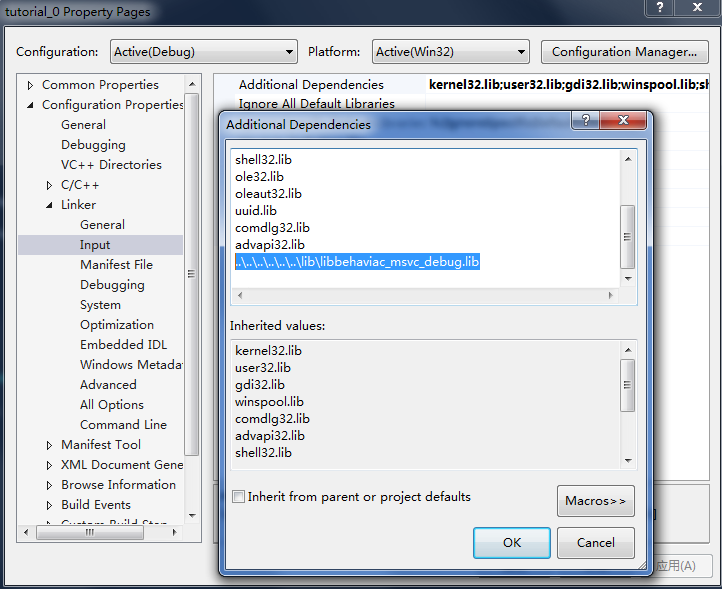 tutorial_0 Property Pages
Configuration: Active(Debug) Platform: Active(Win32) Configuration Manager...
Common Properties
Configuration Properties
General
Debugging
VC++ Directories
C/C++
Linker
General
Input
Manifest File
Debugging
System
Optimization
Embedded IDL
Windows Metada
Advanced
All Options
Command Line
Manifest Tool
XML Document Gene
Browse Information
Build Events
Custom Build Step
Additional Dependencies kernel32.lib;user32.lib;gdi32.lib;winspool.lib;sh
Ignore All Default Libraries
Additional Dependencies
shell32.lib
ole32.lib
oleaut32.lib
uuid.lib
comdlg32.lib
advapi32.lib
..\..\..\..\..\..\lib\libbehaviac_msvc_debug.lib
Inherited values:
kernel32.lib
user32.lib
gdi32.lib
winspool.lib
comdlg32.lib
advapi32.lib
shell32.lib
Inherit from parent or project defaults
Macros>>
OK Cancel
应用(A)